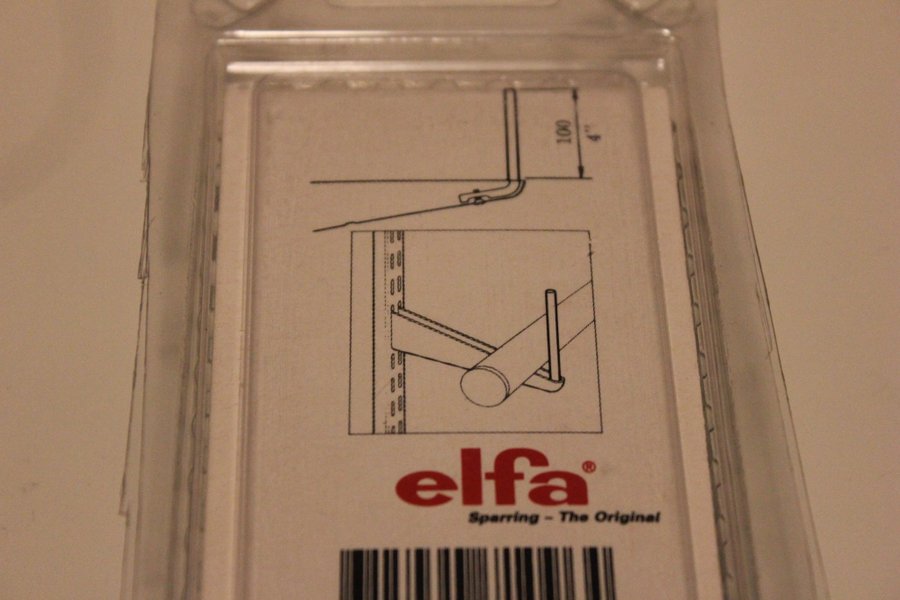 100
4"
elfa®
Sparring – The Original